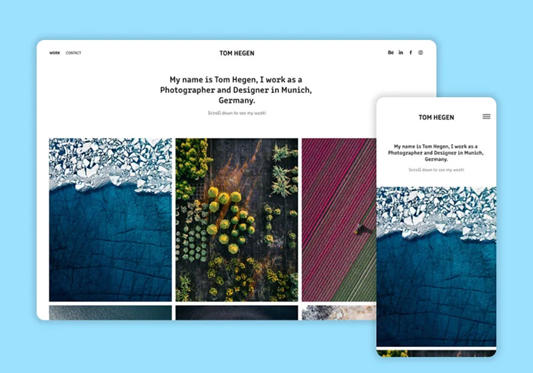 WORK CONTACT
TOM HEGEN
Bē in f
My name is Tom Hegen, I work as a
Photographer and Designer in Munich,
Germany.
Scroll down to see my work!
TOM HEGEN
My name is Tom Hegen, I work as a
Photographer and Designer in Munich,
Germany.
Scroll down to see my work!